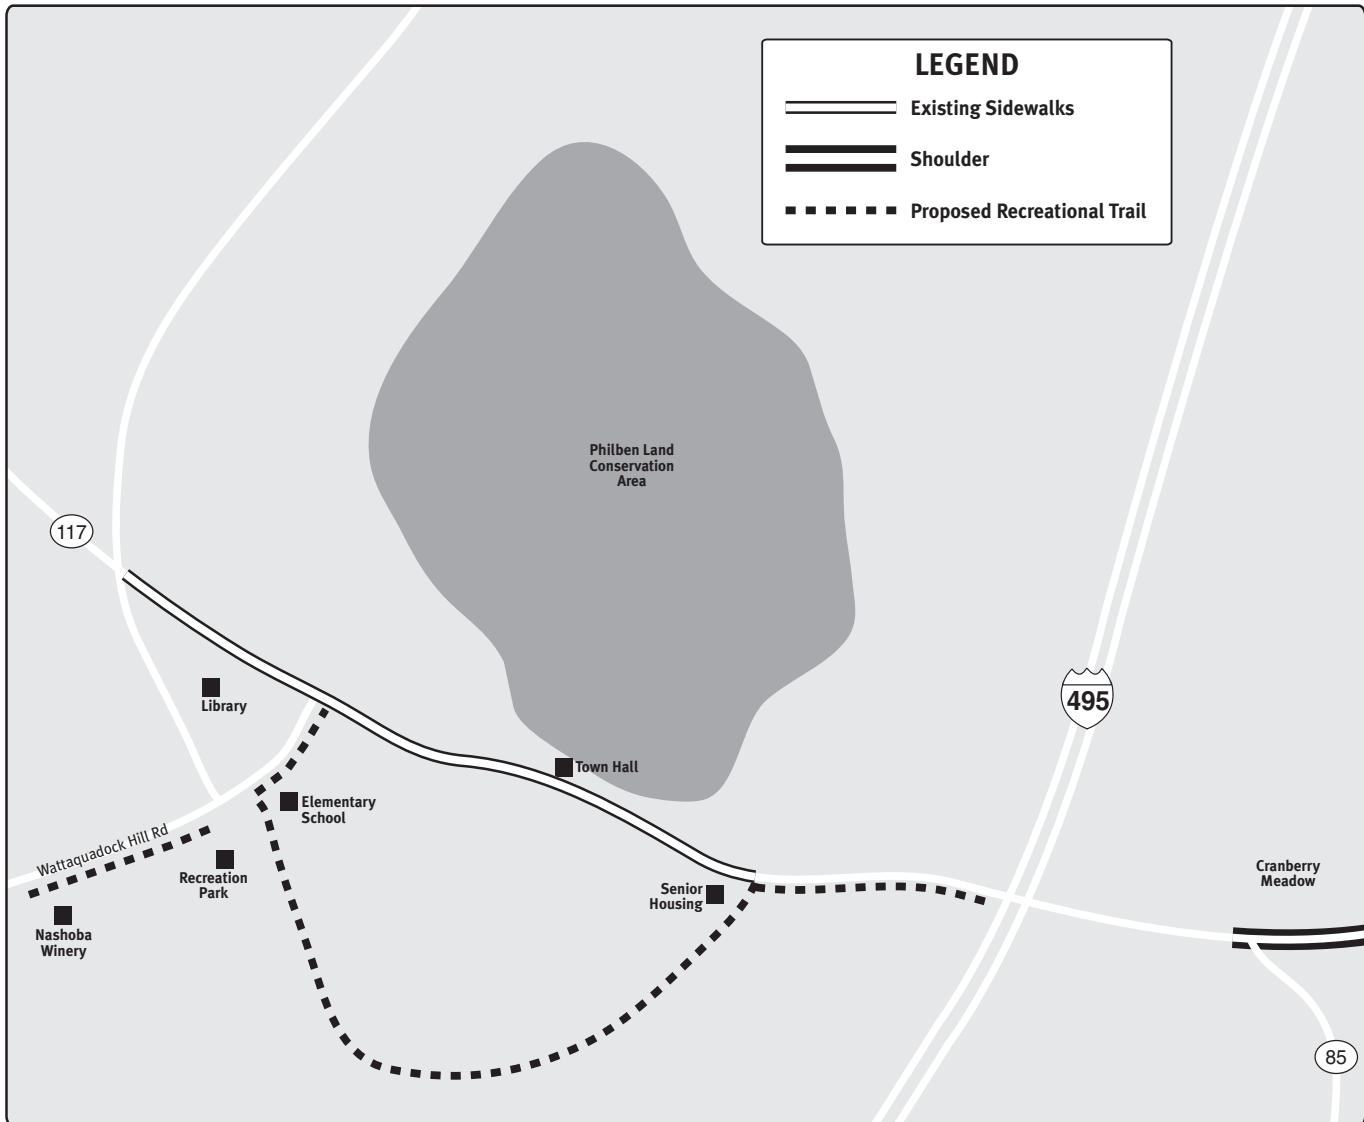 LEGEND
Existing Sidewalks
Shoulder
Proposed Recreational Trail
Philben Land
Conservation
Area
117
495
Library
Town Hall
Elementary
School
Wattaquadock Hill Rd
Recreation
Park
Senior
Housing
Cranberry
Meadow
Nashoba
Winery
85